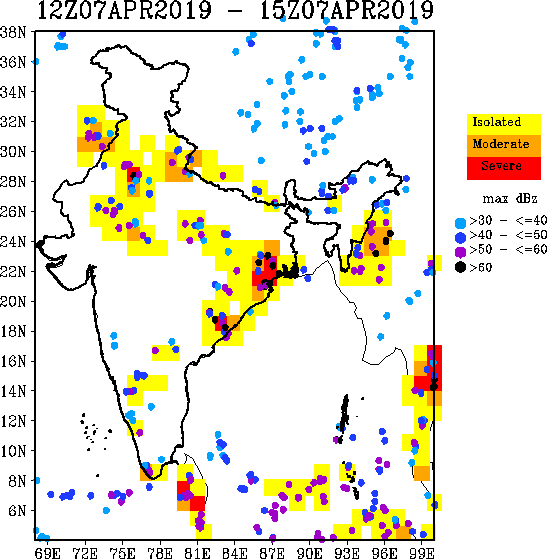 12Z07APR2019 - 15Z07APR2019
38N
36N
34N
32N
30N
28N
26N
24N
22N
20N
18N
16N
14N
12N
10N
8N
6N
69E 72E 75E 78E 81E 84E 87E 90E 93E 96E 99E
Isolated
Moderate
Severe
max dBz
>30 - <=40
>40 - <=50
>50 - <=60
>60